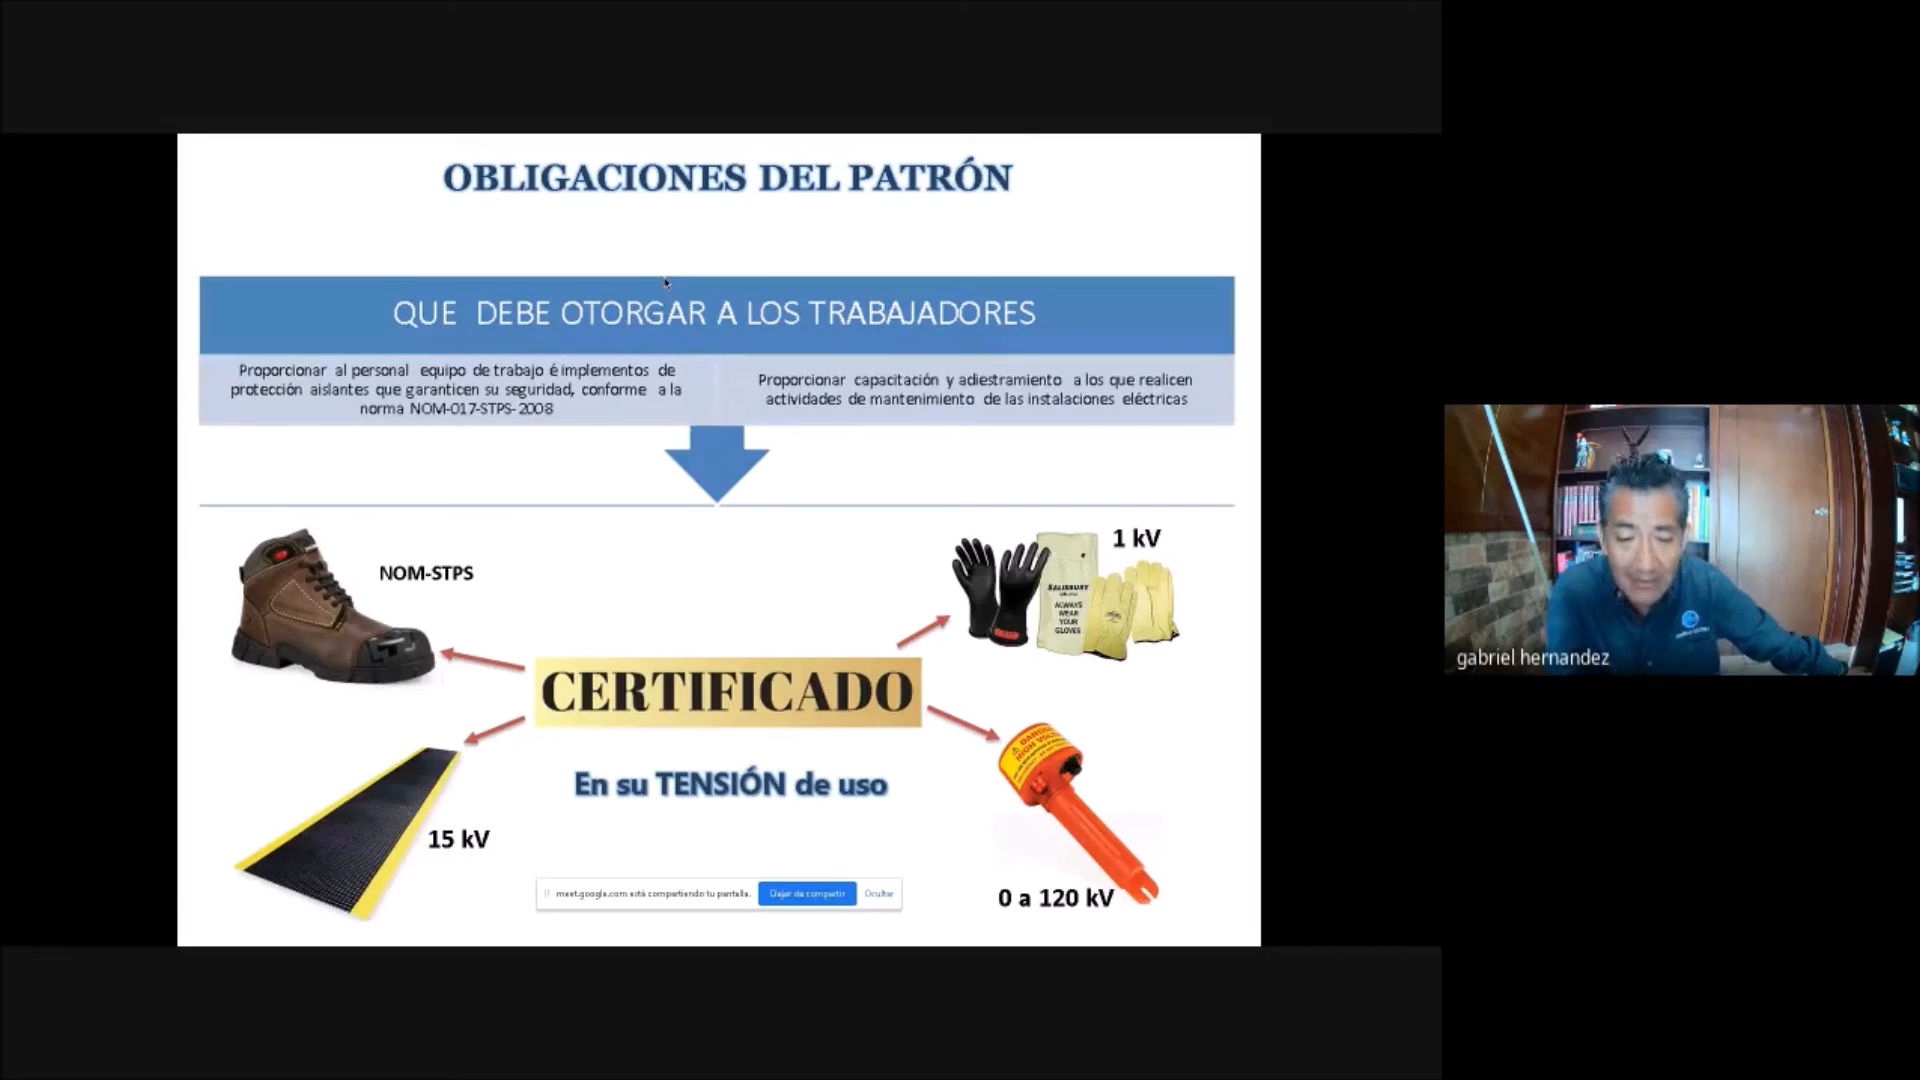 OBLIGACIONES DEL PATRÓN
QUE DEBE OTORGAR A LOS TRABAJADORES
Proporcionar al personal equipo de trabajo é implementos de
protección aislantes que garanticen su seguridad, conforme a la
norma NOM-017-STPS-2008
Proporcionar capacitación y adiestramiento a los que realicen
actividades de mantenimiento de las instalaciones eléctricas
NOM-STPS
1 kV
SALISBURY
ALWAYS
WEAR
YOUR
GLOVES
CERTIFICADO
En su TENSIÓN de uso
DANGER
HIGH VOLTAGE
15 kV
0 a 120 kV
meet.google.com está compartiendo tu pantalla.
Dejar de compartir
Ocultar
gabriel hernandez